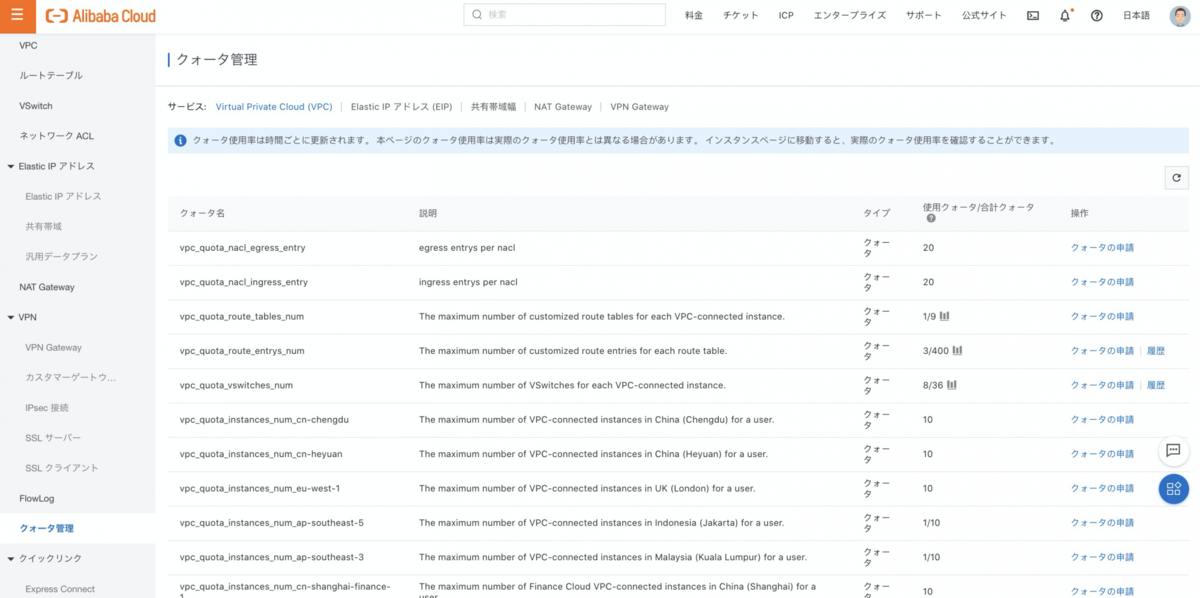 Alibaba Cloud
検索
料金 チケット ICP エンタープライズ サポート 公式サイト 日本語
VPC
ルートテーブル
VSwitch
ネットワーク ACL
Elastic IP アドレス
Elastic IP アドレス
共有帯域
汎用データプラン
NAT Gateway
VPN
VPN Gateway
カスタマーゲートウ...
IPsec 接続
SSL サーバー
SSL クライアント
FlowLog
クォータ管理
クイックリンク
Express Connect
クォータ管理
サービス: Virtual Private Cloud (VPC) | Elastic IP アドレス (EIP) | 共有帯域幅 | NAT Gateway | VPN Gateway
クォータ使用率は時間ごとに更新されます。 本ページのクォータ使用率は実際のクォータ使用率とは異なる場合があります。 インスタンスページに移動すると、実際のクォータ使用率を確認することができます。
クォータ名 説明 タイプ 使用クォータ/合計クォータ 操作
vpc_quota_nacl_egress_entry egress entrys per nacl クォータ 20 クォータの申請
vpc_quota_nacl_ingress_entry ingress entrys per nacl クォータ 20 クォータの申請
vpc_quota_route_tables_num The maximum number of customized route tables for each VPC-connected instance. クォータ 1/9 クォータの申請
vpc_quota_route_entrys_num The maximum number of customized route entries for each route table. クォータ 3/400 クォータの申請 | 履歴
vpc_quota_vswitches_num The maximum number of VSwitches for each VPC-connected instance. クォータ 8/36 クォータの申請 | 履歴
vpc_quota_instances_num_cn-chengdu The maximum number of VPC-connected instances in China (Chengdu) for a user. クォータ 10 クォータの申請
vpc_quota_instances_num_cn-heyuan The maximum number of VPC-connected instances in China (Heyuan) for a user. クォータ 10 クォータの申請
vpc_quota_instances_num_eu-west-1 The maximum number of VPC-connected instances in UK (London) for a user. クォータ 10 クォータの申請
vpc_quota_instances_num_ap-southeast-5 The maximum number of VPC-connected instances in Indonesia (Jakarta) for a user. クォータ 1/10 クォータの申請
vpc_quota_instances_num_ap-southeast-3 The maximum number of VPC-connected instances in Malaysia (Kuala Lumpur) for a user. クォータ 1/10 クォータの申請
vpc_quota_instances_num_cn-shanghai-finance-1 The maximum number of Finance Cloud VPC-connected instances in China (Shanghai) for a user. クォータ 10 クォータの申請